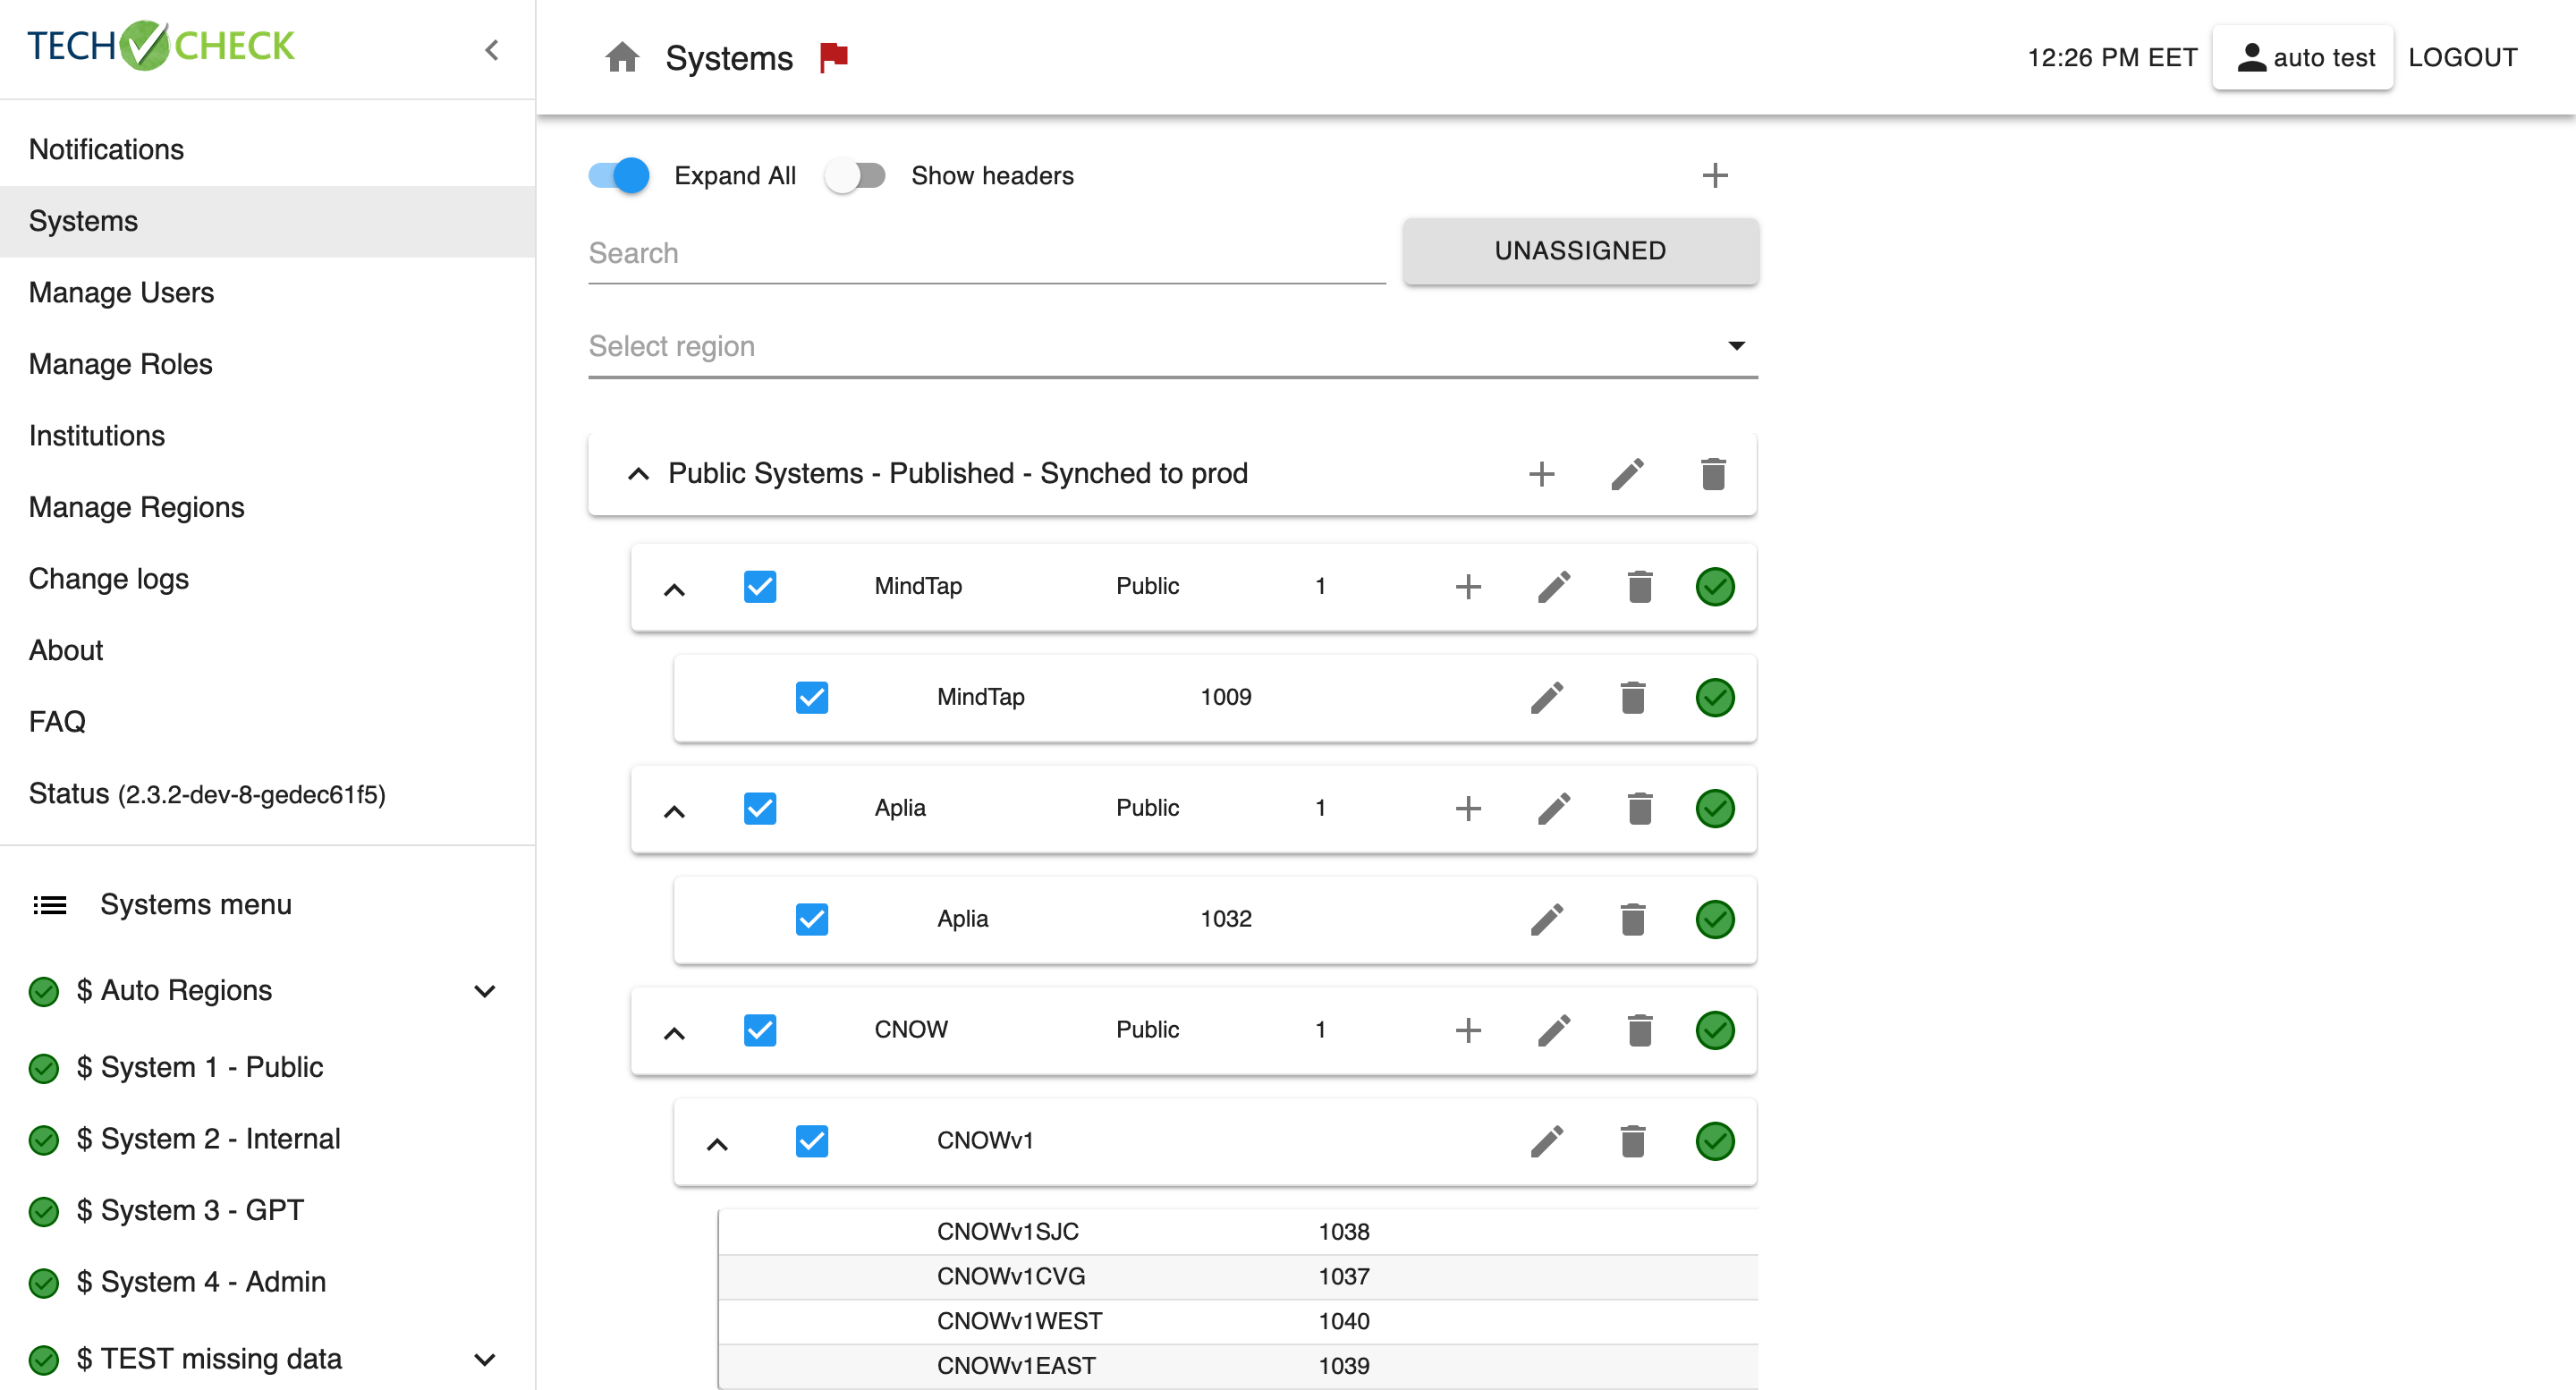 TECH CHECK
Notifications
Systems
Manage Users
Manage Roles
Institutions
Manage Regions
Change logs
About
FAQ
Status (2.3.2-dev-8-gedec61f5)
Systems menu
$ Auto Regions
$ System 1 - Public
$ System 2 - Internal
$ System 3 - GPT
$ System 4 - Admin
$ TEST missing data
Systems
12:26 PM EET auto test LOGOUT
Expand All Show headers
Search UNASSIGNED
Select region
Public Systems - Published - Synched to prod
MindTap Public 1
MindTap 1009
Aplia Public 1
Aplia 1032
CNOW Public 1
CNOWv1
CNOWv1SJC 1038
CNOWv1CVG 1037
CNOWv1WEST 1040
CNOWv1EAST 1039